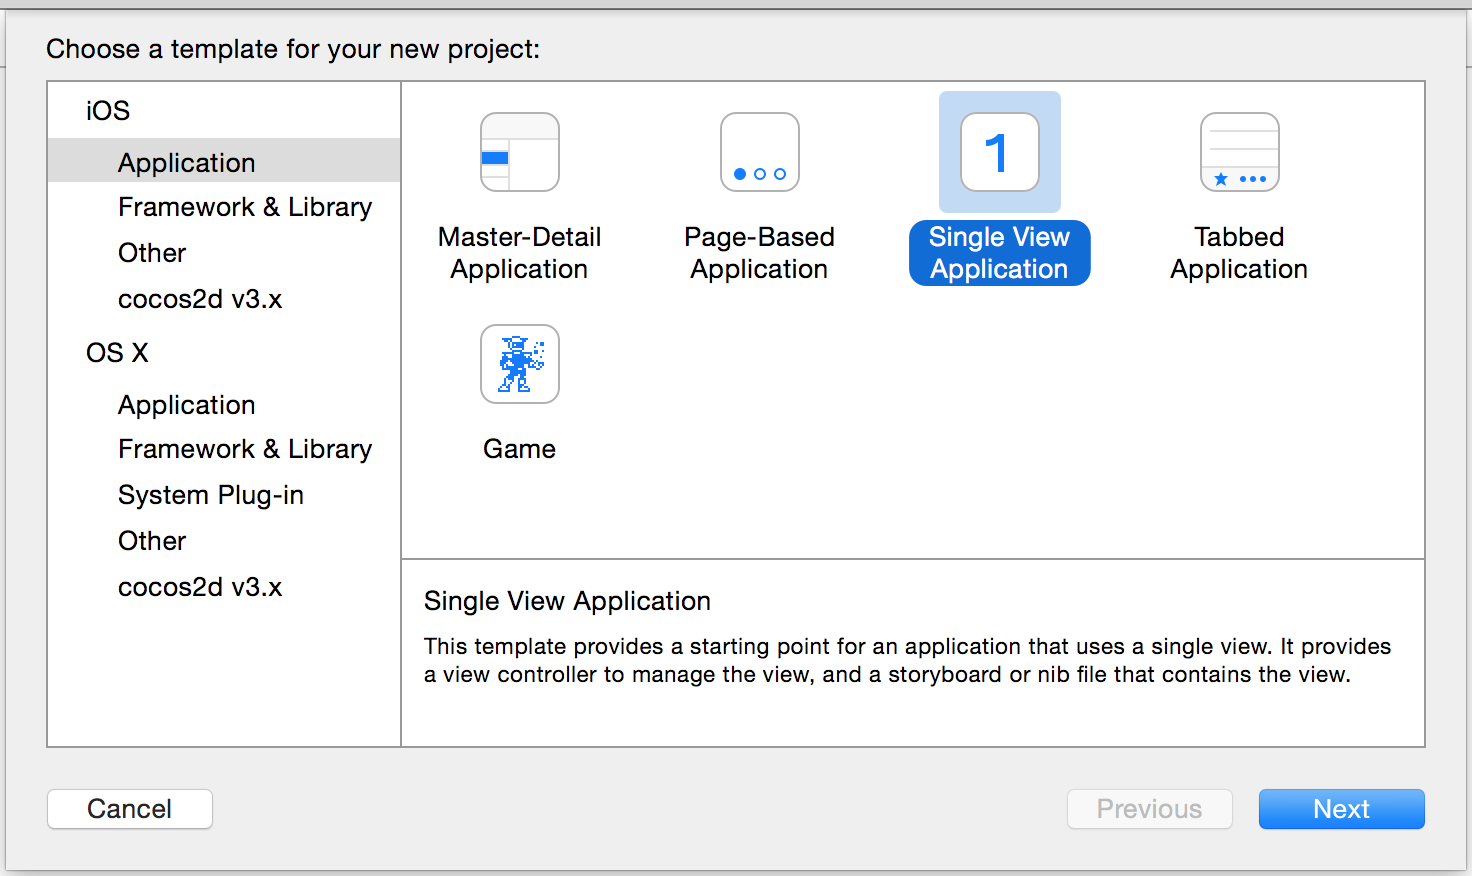 Choose a template for your new project:
iOS
Application
Framework & Library
Other
cocos2d v3.x
OS X
Application
Framework & Library
System Plug-in
Other
cocos2d v3.x
Master-Detail
Application
Page-Based
Application
1
Single View
Application
Tabbed
Application
Game
Single View Application
This template provides a starting point for an application that uses a single view. It provides
a view controller to manage the view, and a storyboard or nib file that contains the view.
Cancel
Previous
Next